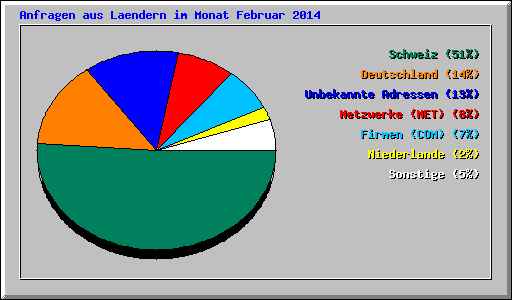 Anfragen aus Laendern im Monat Februar 2014
Schweiz (51%)
Deutschland (14%)
Unbekannte Adressen (13%)
Netzwerke (NET) (8%)
Firmen (COM) (7%)
Niederlande (2%)
Sonstige (5%)